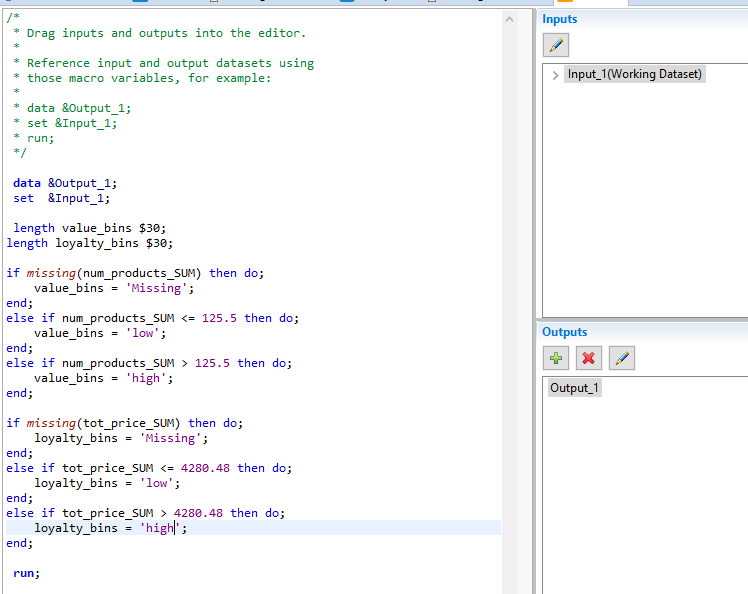 /*
 * Drag inputs and outputs into the editor.
 *
 * Reference input and output datasets using
 * those macro variables, for example:
 *
 * data &Output_1;
 * set &Input_1;
 * run;
 */
data &Output_1;
set  &Input_1;
length value_bins $30;
length loyalty_bins $30;
if missing(num_products_SUM) then do;
    value_bins = 'Missing';
end;
else if num_products_SUM <= 125.5 then do;
    value_bins = 'low';
end;
else if num_products_SUM > 125.5 then do;
    value_bins = 'high';
end;
if missing(tot_price_SUM) then do;
    loyalty_bins = 'Missing';
end;
else if tot_price_SUM <= 4280.48 then do;
    loyalty_bins = 'low';
end;
else if tot_price_SUM > 4280.48 then do;
    loyalty_bins = 'high';
end;
run;
Inputs
Input_1(Working Dataset)
Outputs
Output_1